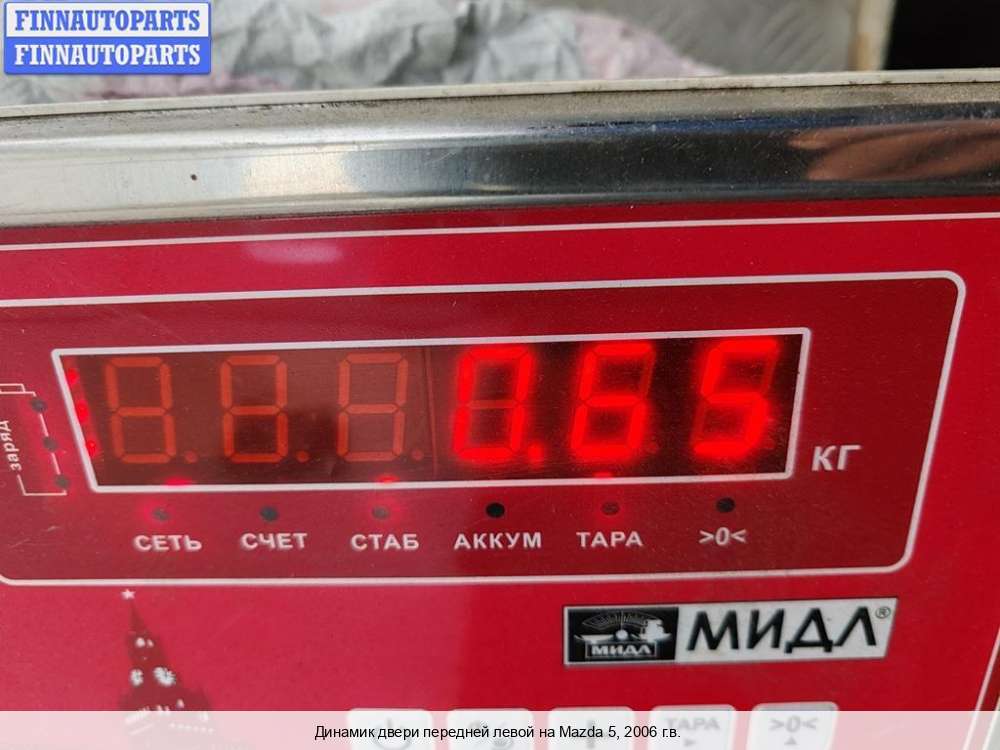 FINNAUTOPARTS
FINNAUTOPARTS
0.65
КГ
заряд
СЕТЬ СЧЕТ СТАБ АККУМ ТАРА >0<
МИДЛ МИДЛ®
ТАРА >0<
Динамик двери передней левой на Mazda 5, 2006 г.в.